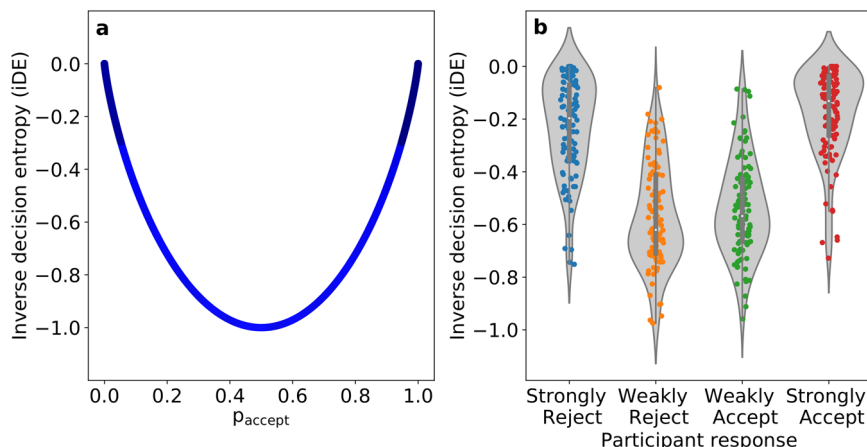 a
0.0
−0.2
−0.4
−0.6
−0.8
−1.0
Inverse decision entropy (iDE)
0.0 0.2 0.4 0.6 0.8 1.0
paccept
b
0.0
−0.2
−0.4
−0.6
−0.8
−1.0
Inverse decision entropy (iDE)
Strongly Weakly Weakly Strongly
Reject Reject Accept Accept
Participant response